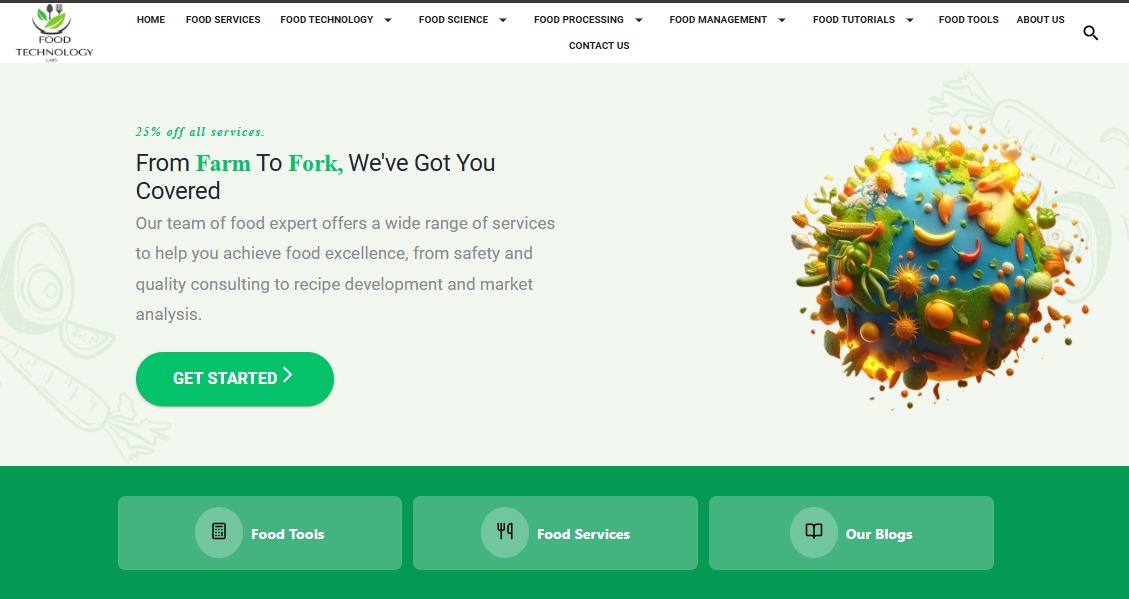 FOOD
TECHNOLOGY
LABS
HOME FOOD SERVICES FOOD TECHNOLOGY FOOD SCIENCE FOOD PROCESSING FOOD MANAGEMENT FOOD TUTORIALS FOOD TOOLS ABOUT US
CONTACT US
25% off all services.
From Farm To Fork, We've Got You
Covered
Our team of food expert offers a wide range of services
to help you achieve food excellence, from safety and
quality consulting to recipe development and market
analysis.
GET STARTED
Food Tools
Food Services
Our Blogs